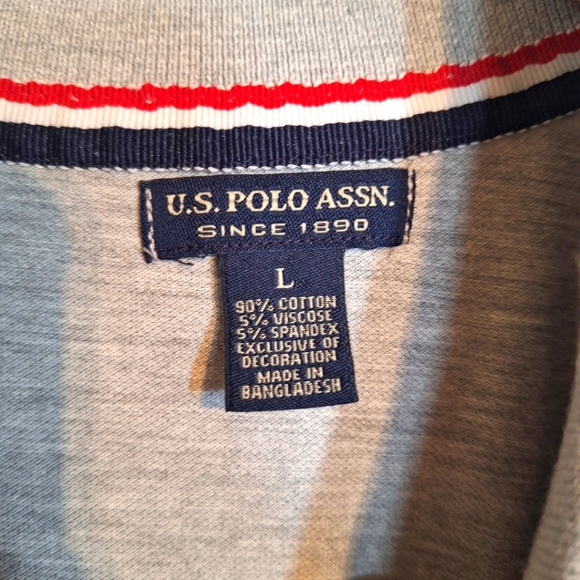 U.S. POLO ASSN.
SINCE 1890
L
90% COTTON
5% VISCOSE
5% SPANDEX
EXCLUSIVE OF
DECORATION
MADE IN
BANGLADESH